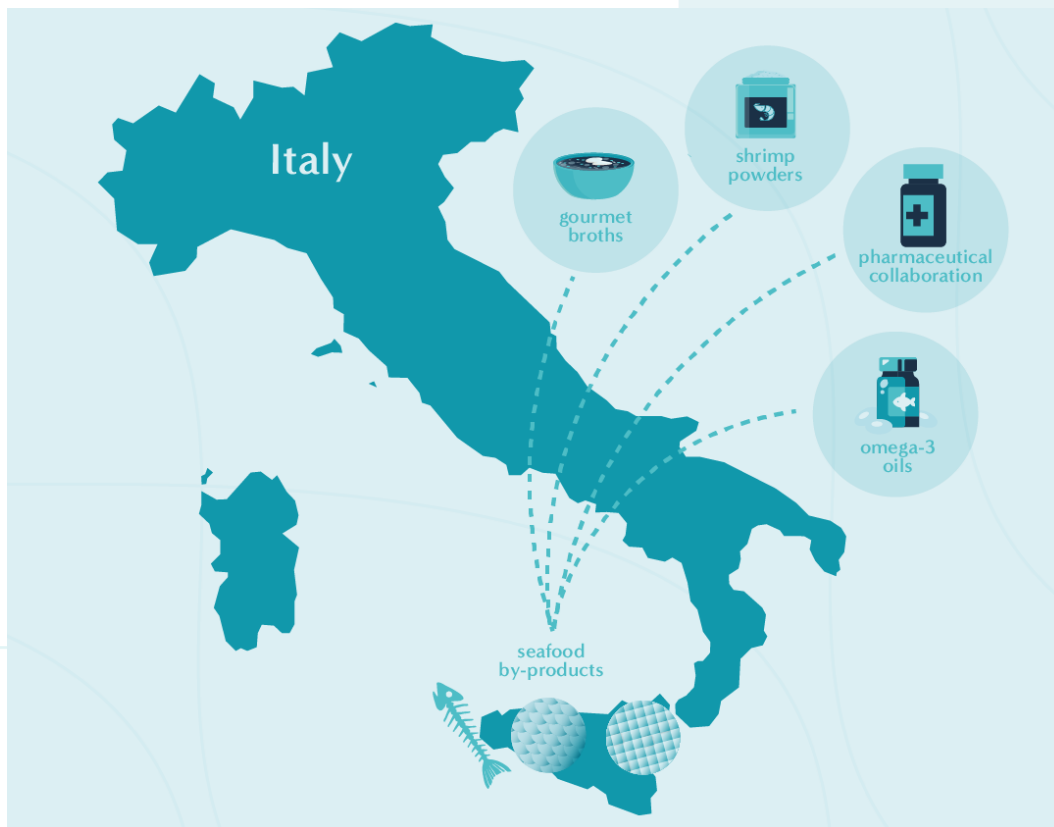 Italy
shrimp
powders
gourmet
broths
pharmaceutical
collaboration
omega-3
oils
seafood
by-products